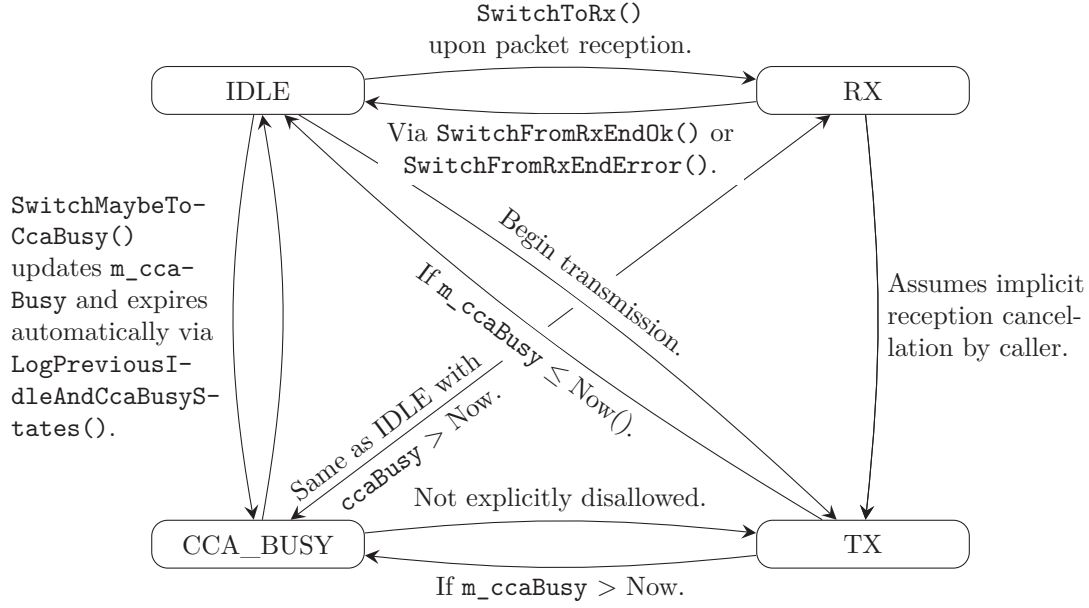 SwitchToRx()
upon packet reception.
IDLE
RX
Via SwitchFromRxEndOk() or
SwitchFromRxEndError().
SwitchMaybeTo-
CcaBusy()
updates m_cca-
Busy and expires
automatically via
LogPreviousI-
dleAndCcaBusyS-
tates().
Begin transmission.
If m_ccaBusy ≤ Now().
Assumes implicit
reception cancel-
lation by caller.
Same as IDLE with
ccaBusy > Now.
Not explicitly disallowed.
CCA_BUSY
TX
If m_ccaBusy > Now.